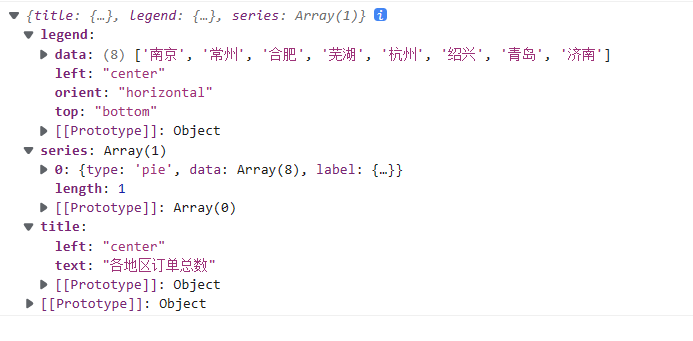 {title: {…}, legend: {…}, series: Array(1)} i
legend:
data: (8) ['南京', '常州', '合肥', '芜湖', '杭州', '绍兴', '青岛', '济南']
left: "center"
orient: "horizontal"
top: "bottom"
[[Prototype]]: Object
series: Array(1)
0: {type: 'pie', data: Array(8), label: {…}}
length: 1
[[Prototype]]: Array(0)
title:
left: "center"
text: "各地区订单总数"
[[Prototype]]: Object
[[Prototype]]: Object